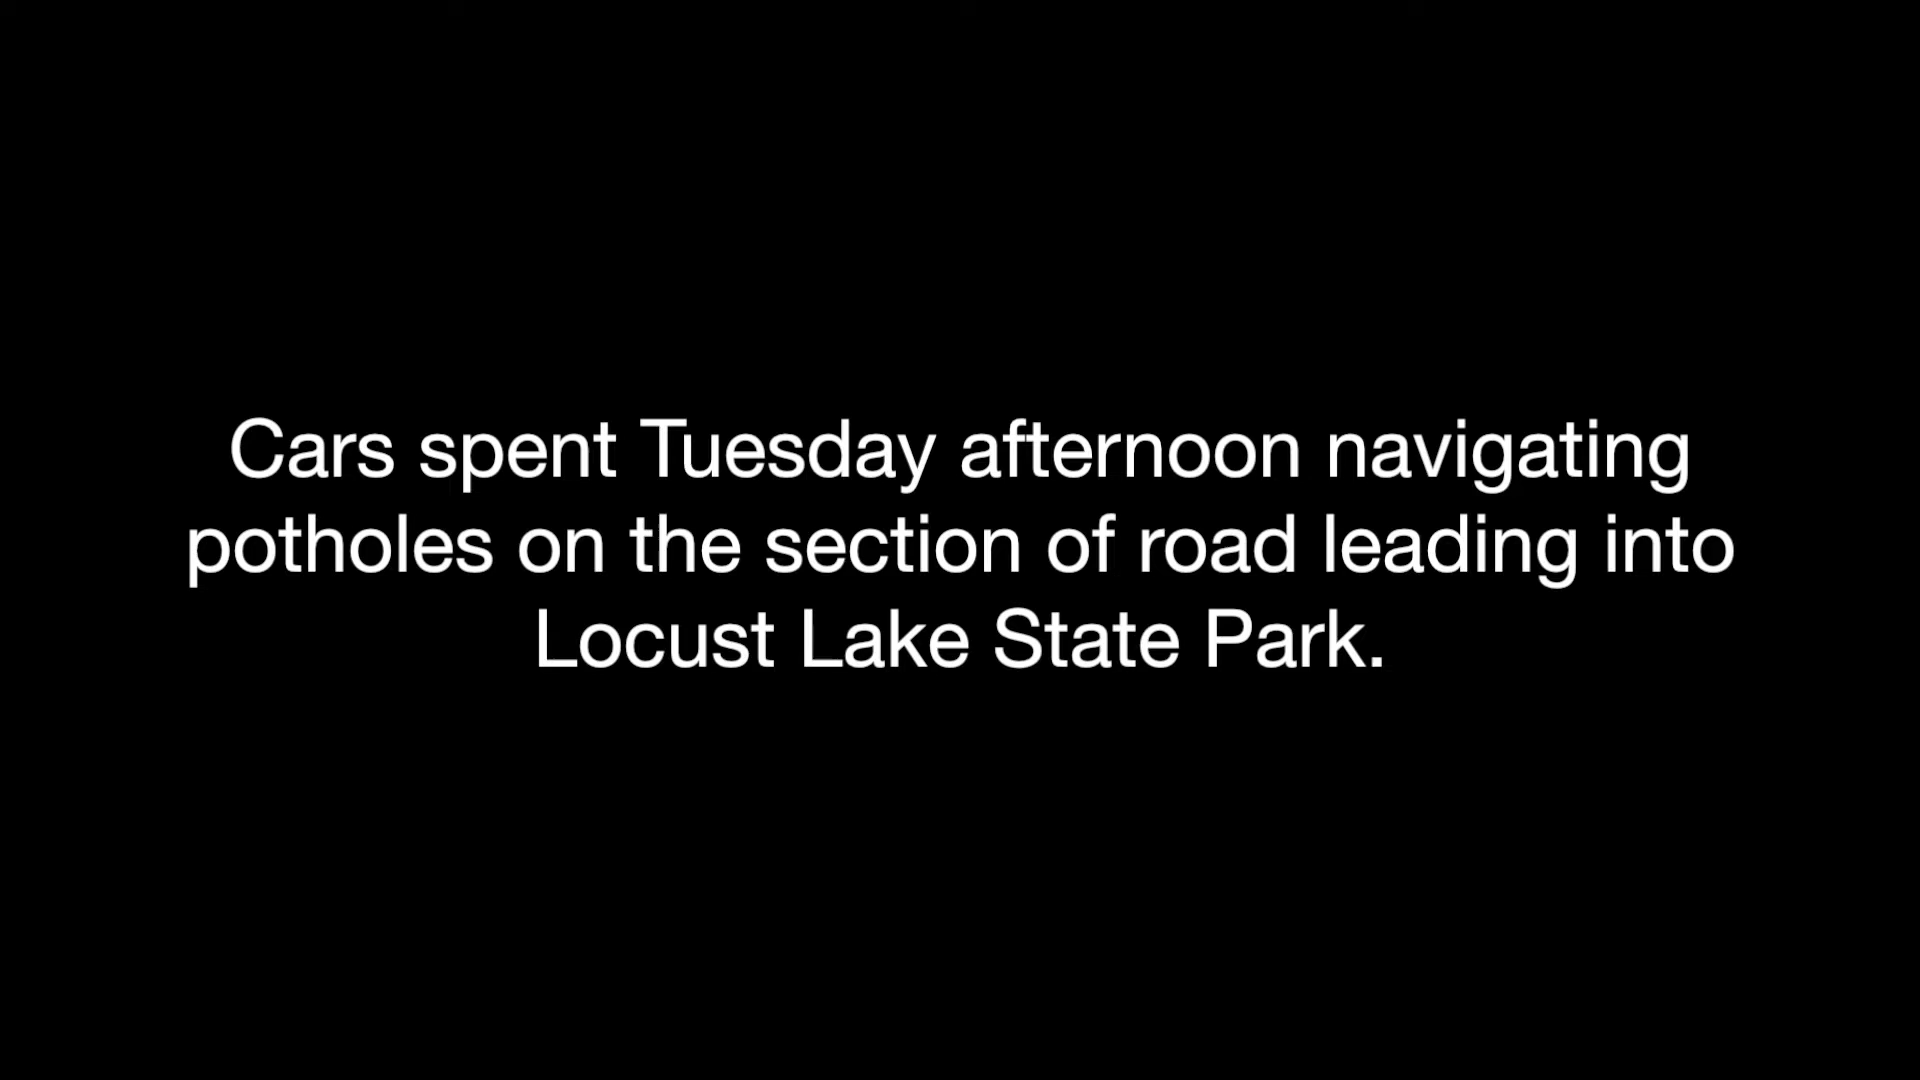 Cars spent Tuesday afternoon navigating
potholes on the section of road leading into
Locust Lake State Park.